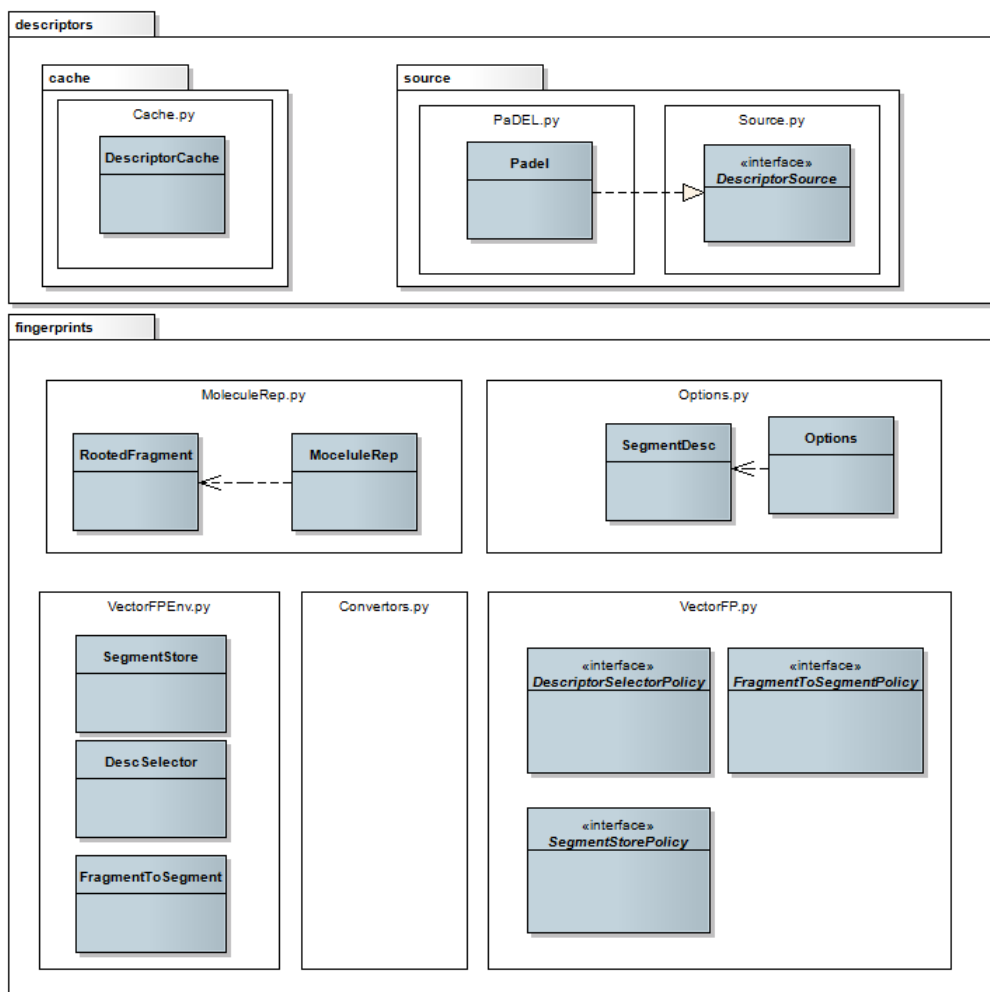 descriptors
cache
Cache.py
DescriptorCache
source
PaDEL.py
Padel
Source.py
«interface»
DescriptorSource
fingerprints
MoleculeRep.py
RootedFragment
MoceluleRep
Options.py
SegmentDesc
Options
VectorFPEnv.py
SegmentStore
DescSelector
FragmentToSegment
Convertors.py
VectorFP.py
«interface»
DescriptorSelectorPolicy
«interface»
FragmentToSegmentPolicy
«interface»
SegmentStorePolicy